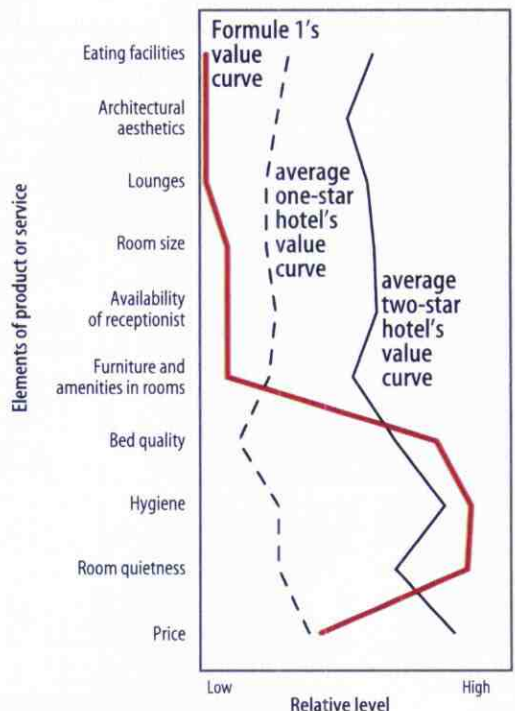 Formule 1's
value
curve
Eating facilities
Architectural
aesthetics
Lounges
Room size
Availability
of receptionist
Furniture and
amenities in rooms
Bed quality
Hygiene
Room quietness
Price
Elements of product or service
average
one-star
hotel's
value
curve
average
two-star
hotel's
value
curve
Low
High
Relative level